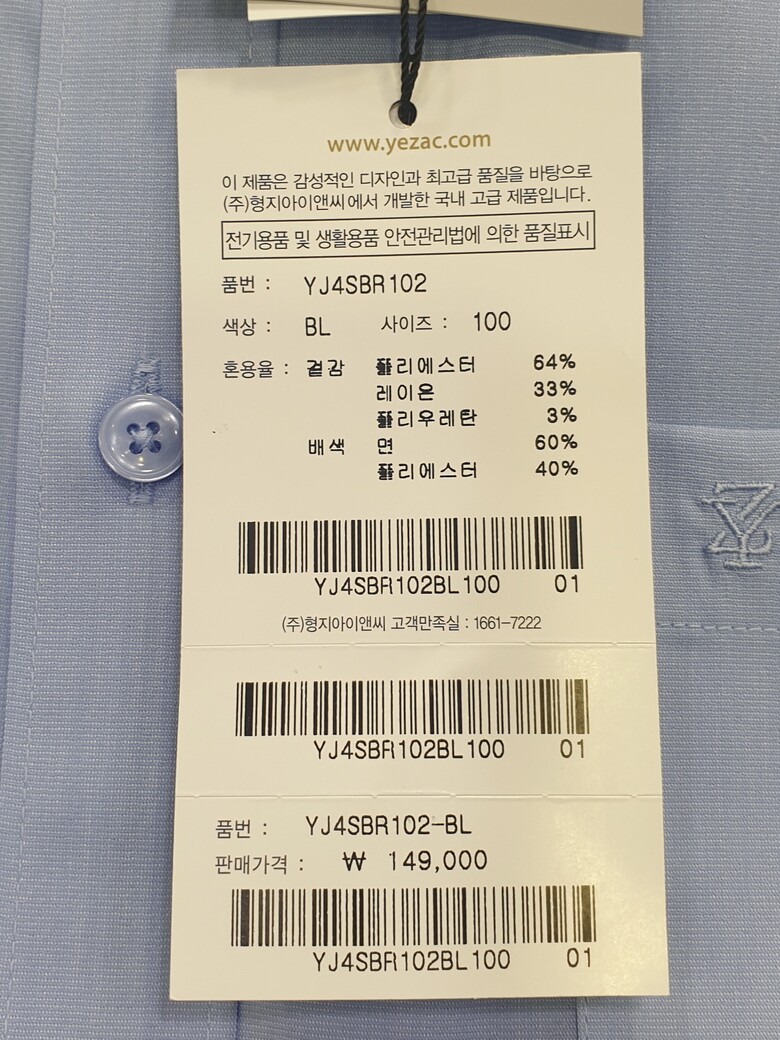 www.yezac.com
이 제품은 감성적인 디자인과 최고급 품질을 바탕으로
(주)형지아이앤씨에서 개발한 국내 고급 제품입니다.
전기용품 및 생활용품 안전관리법에 의한 품질표시
품번 : YJ4SBR102
색상 : BL 사이즈 : 100
혼용율 : 겉감 폴리에스터 64%
레이온 33%
폴리우레탄 3%
배색 면 60%
폴리에스터 40%
YJ4SBR102BL100 01
(주)형지아이앤씨 고객만족실 : 1661-7222
YJ4SBR102BL100 01
품번 : YJ4SBR102-BL
판매가격 : ₩ 149,000
YJ4SBR102BL100 01